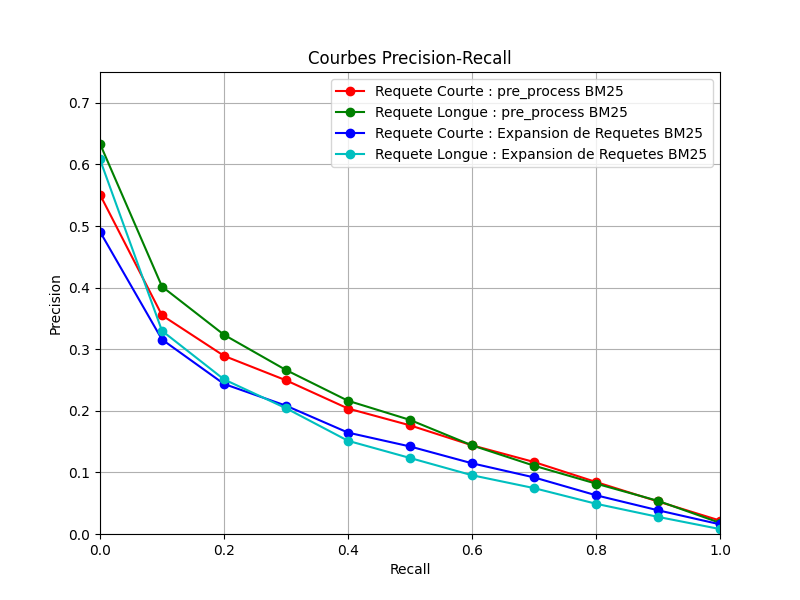 Courbes Precision-Recall
Requete Courte : pre_process BM25
Requete Longue : pre_process BM25
Requete Courte : Expansion de Requetes BM25
Requete Longue : Expansion de Requetes BM25
Precision
0.7
0.6
0.5
0.4
0.3
0.2
0.1
0.0
0.0 0.2 0.4 0.6 0.8 1.0
Recall